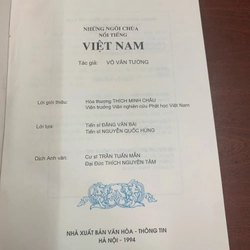 NHỮNG NGÔI CHÙA
NỔI TIẾNG
VIỆT NAM
Tác giả: VÕ VĂN TƯỜNG
Lời giới thiệu: Hòa thượng THÍCH MINH CHÂU
Viện trưởng Viện nghiên cứu Phật học Việt Nam
Lời tựa: Tiến sĩ ĐẶNG VĂN BÀI
Tiến sĩ NGUYỄN QUỐC HÙNG
Dịch Anh văn: Cư sĩ TRẦN TUẤN MẪN
Đại Đức THÍCH NGUYÊN TÂM
NHÀ XUẤT BẢN VĂN HÓA - THÔNG TIN
HÀ NỘI - 1994